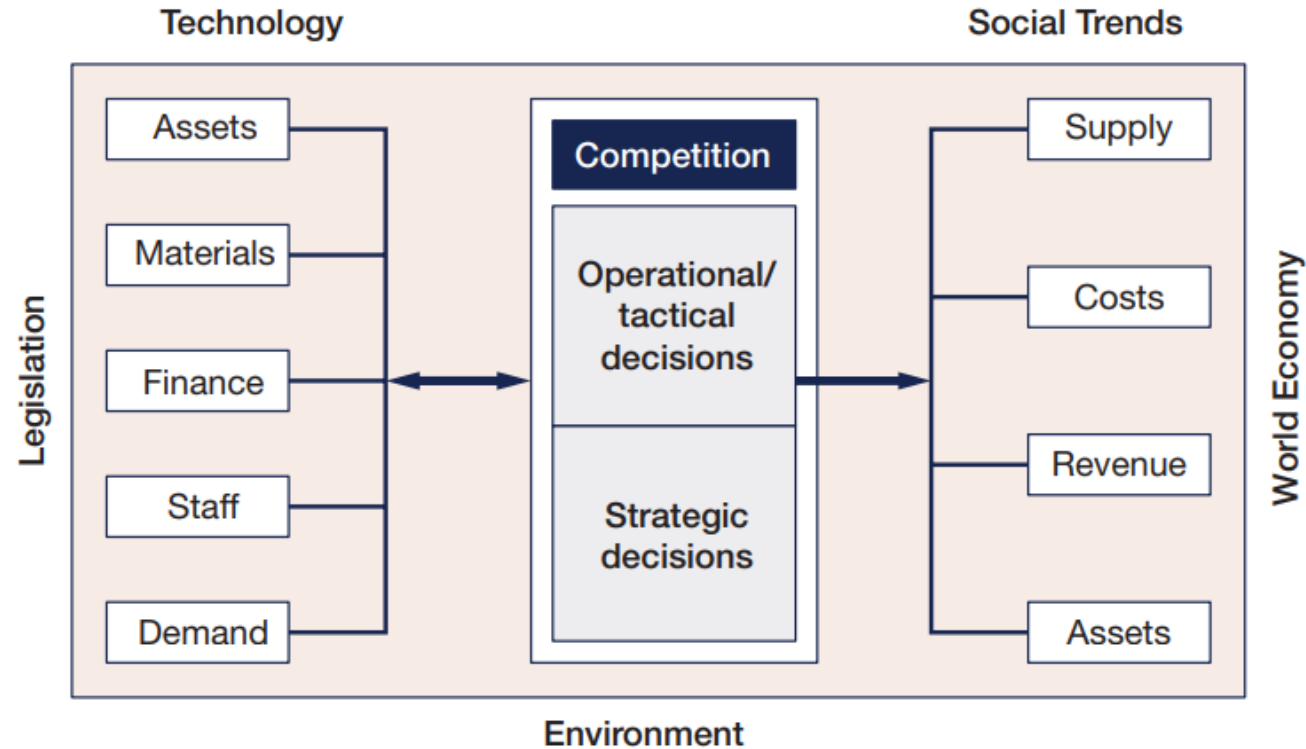 Technology
Social Trends
Legislation
Assets
Materials
Finance
Staff
Demand
Competition
Operational/
tactical
decisions
Strategic
decisions
Supply
Costs
Revenue
Assets
World Economy
Environment